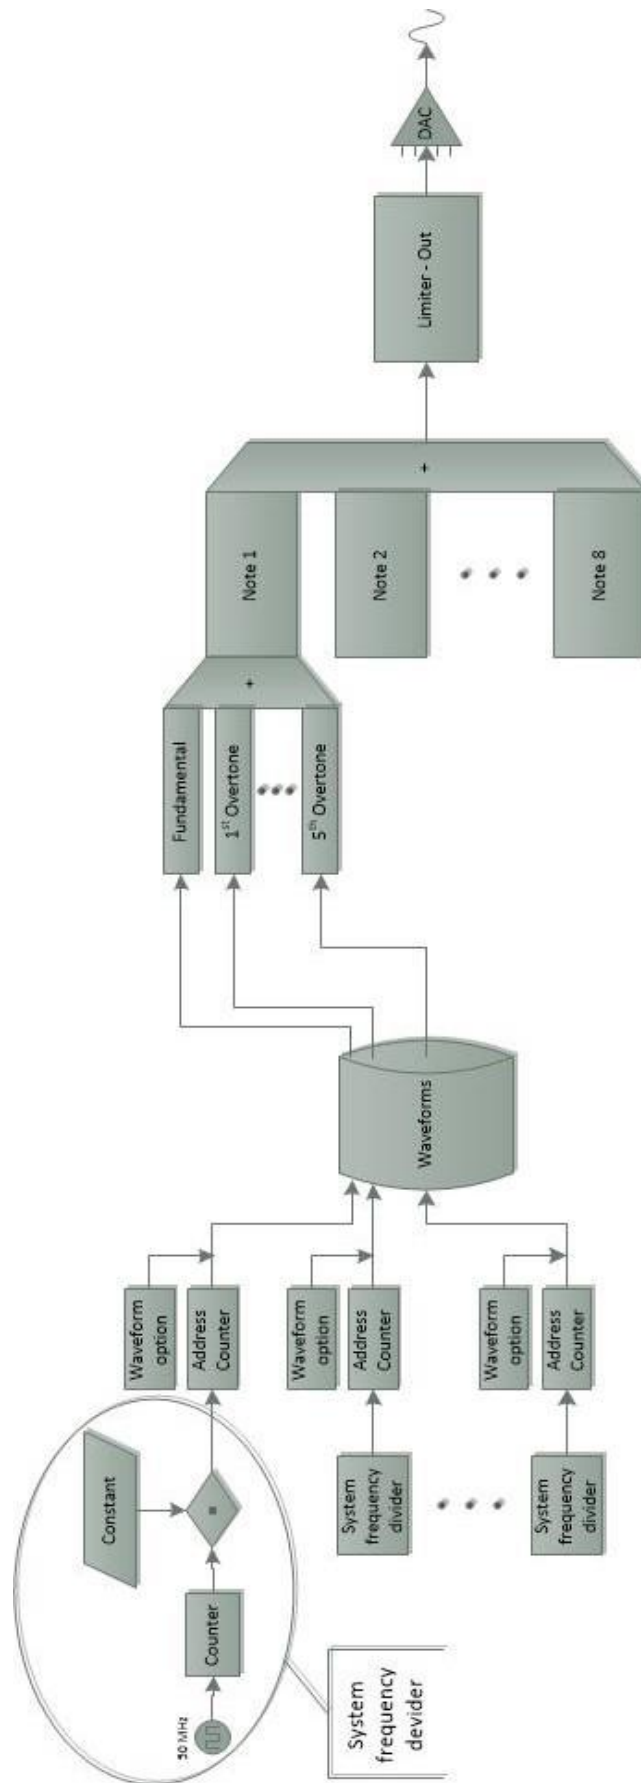 50 MHz
Counter
=
Constant
System
frequency
devider
Waveform
option
Address
Counter
System
frequency
divider
Waveform
option
Address
Counter
System
frequency
divider
Waveform
option
Address
Counter
Waveforms
Fundamental
1st Overtone
5th Overtone
+
Note 1
Note 2
Note 8
+
Limiter - Out
DAC